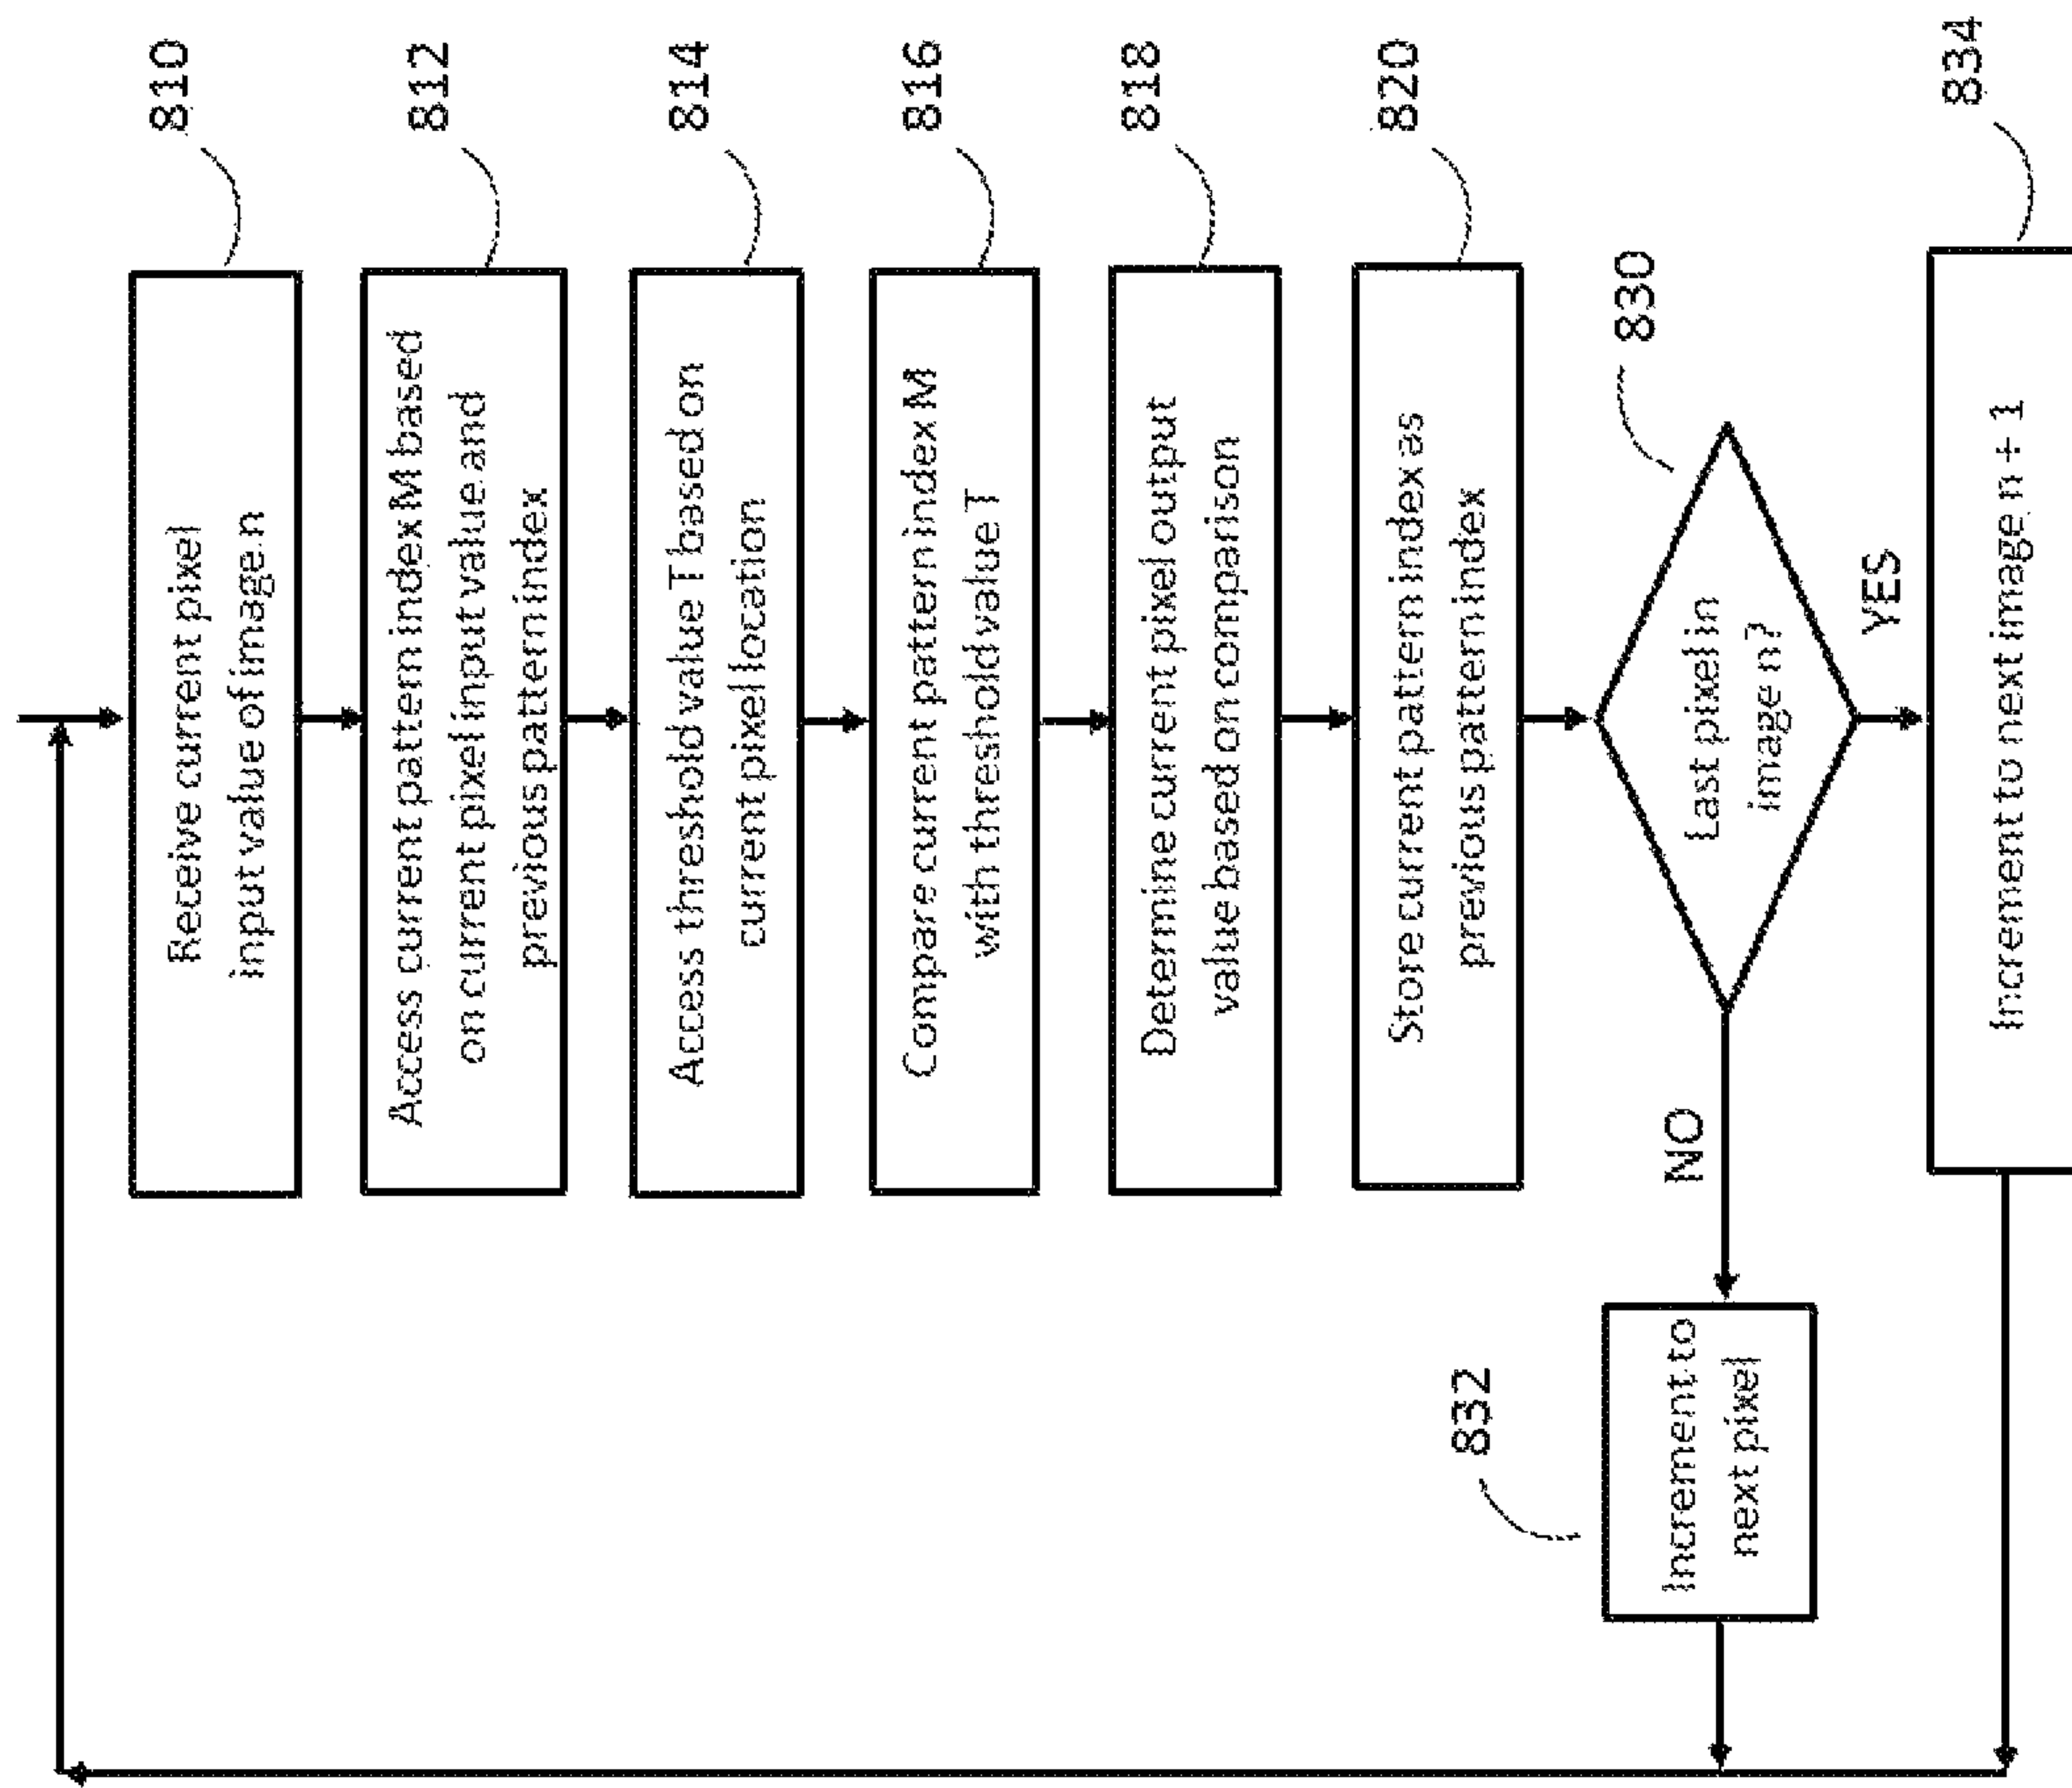 810
Receive current pixel
input value of image n
812
Access current pattern index M based
on current pixel input value and
previous pattern index
814
Access threshold value T based on
current pixel location
816
Compare current pattern index M
with threshold value T
818
Determine current pixel output
value based on comparison
820
Store current pattern index as
previous pattern index
830
Last pixel in
image n?
NO
YES
832
Increment to
next pixel
834
Increment to next image n + 1